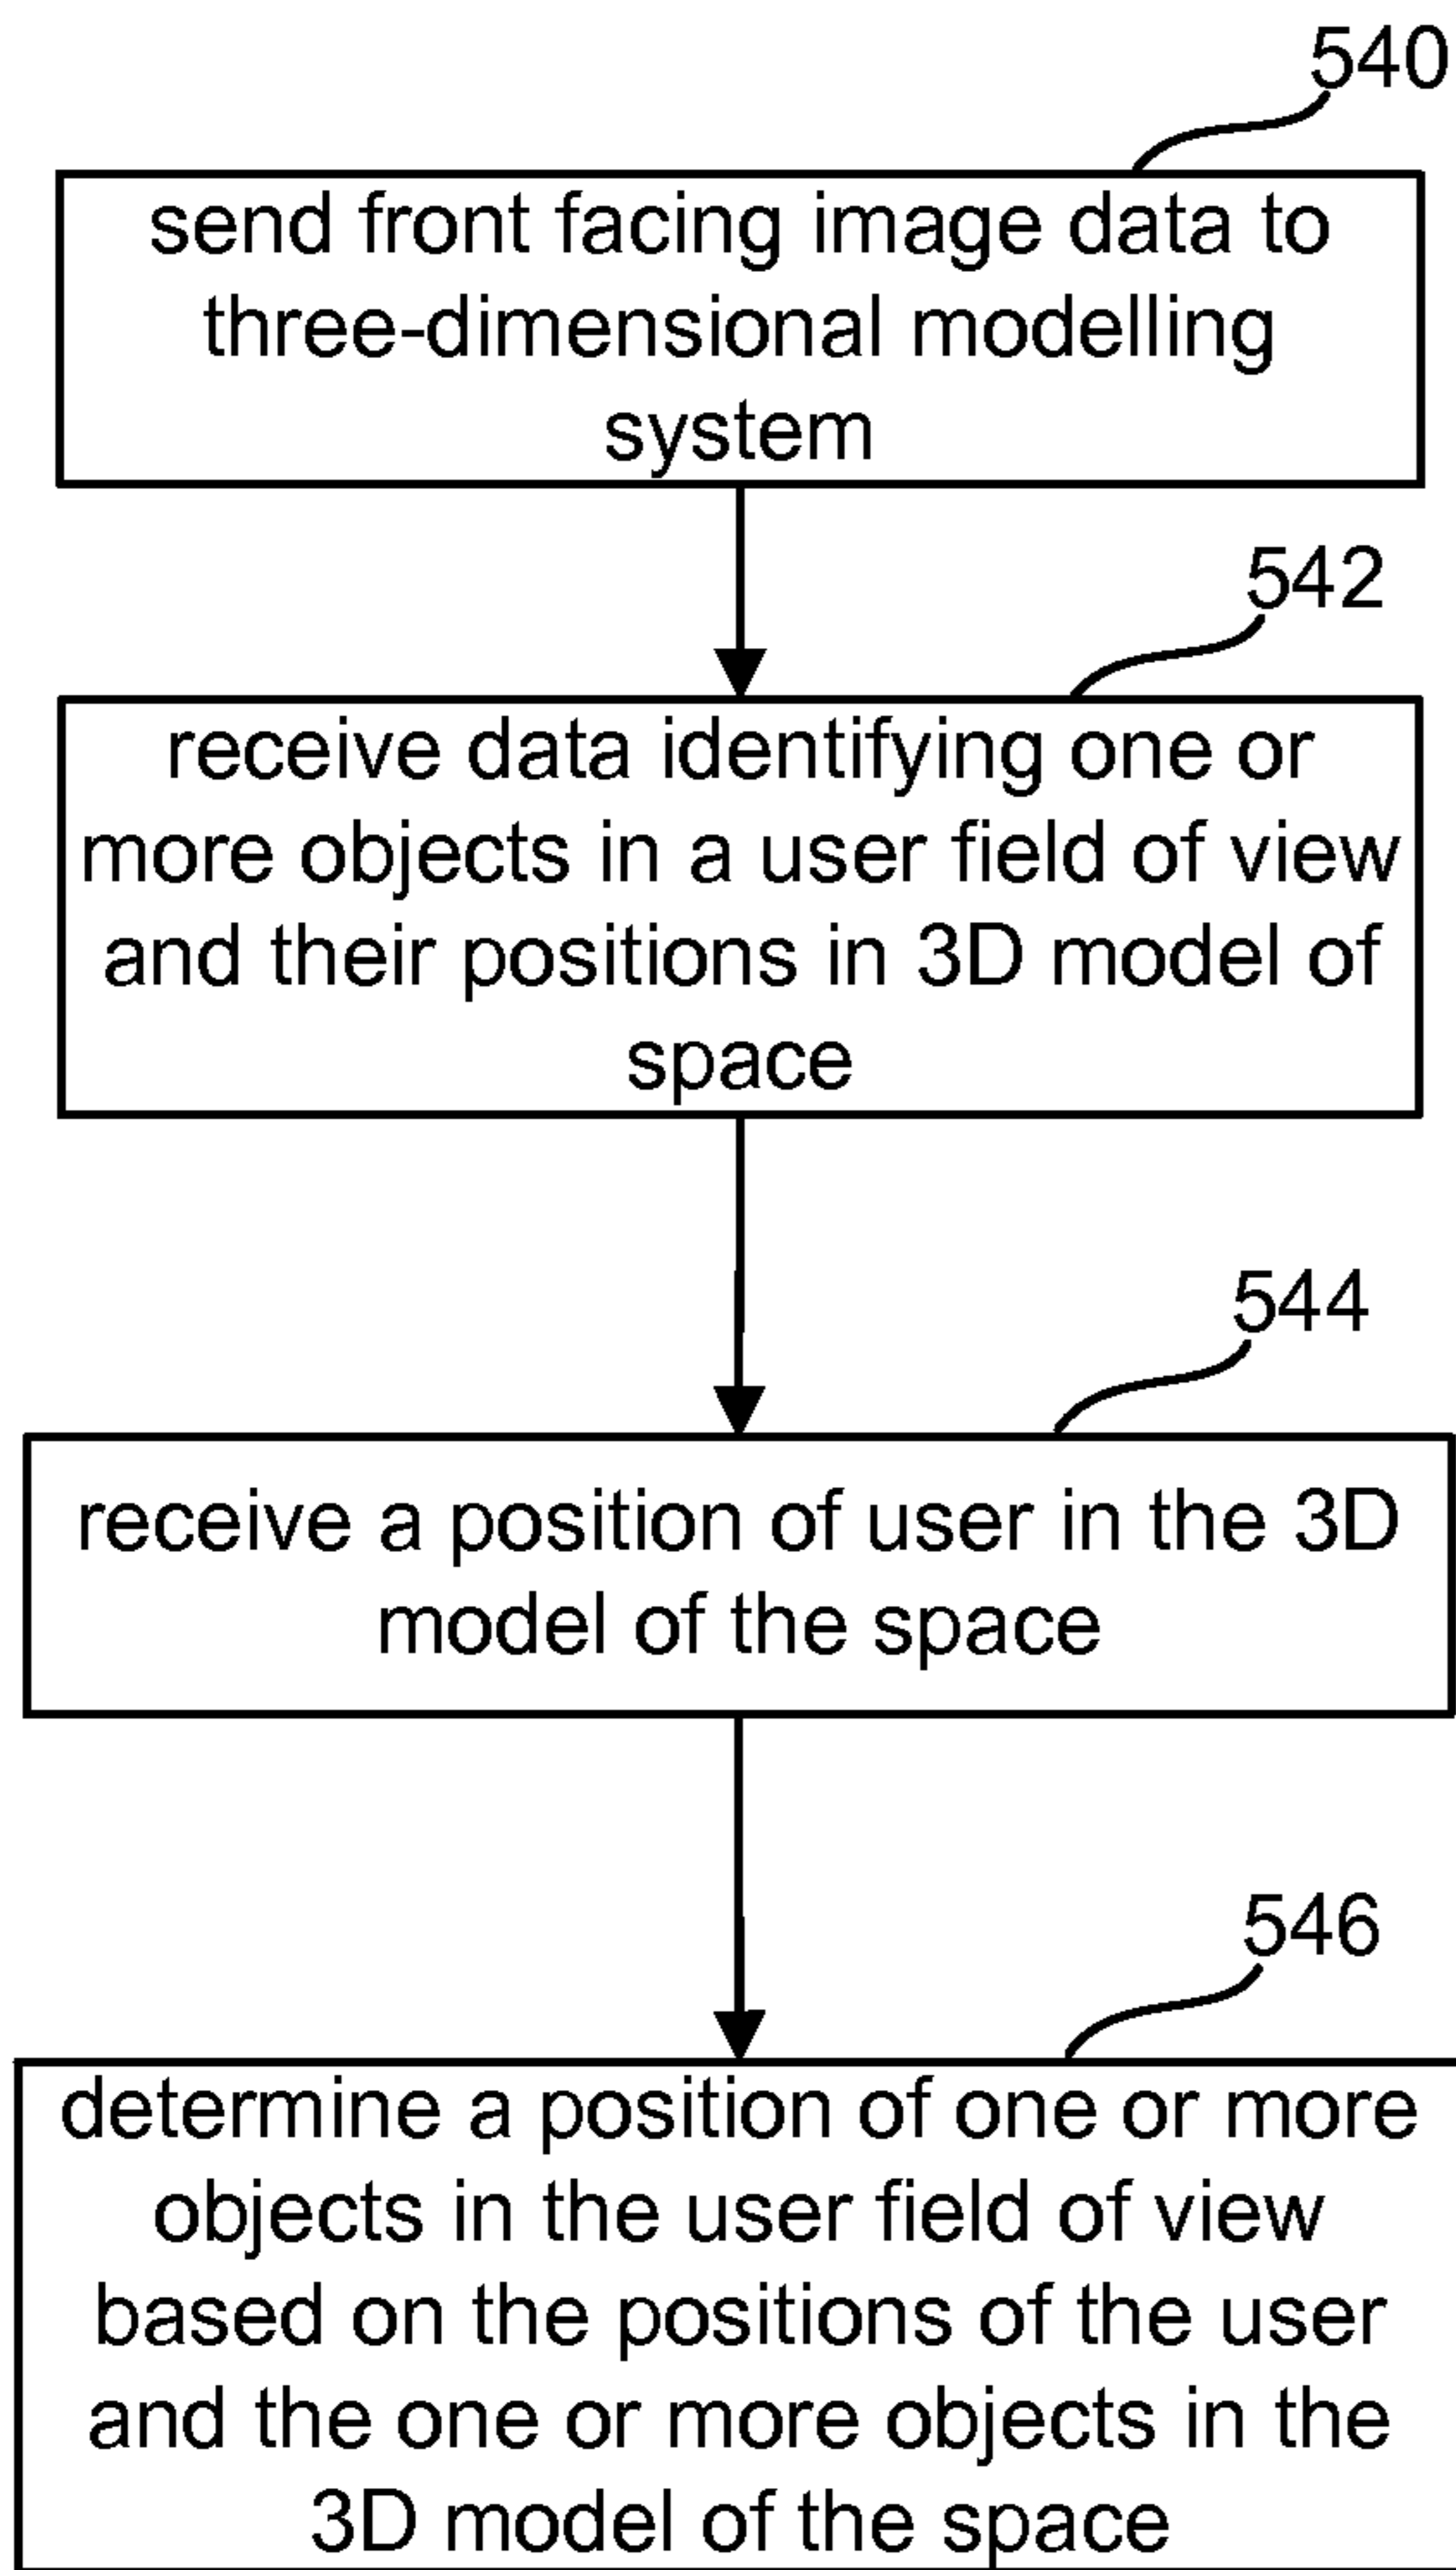 540
send front facing image data to
three-dimensional modelling
system
542
receive data identifying one or
more objects in a user field of view
and their positions in 3D model of
space
544
receive a position of user in the 3D
model of the space
546
determine a position of one or more
objects in the user field of view
based on the positions of the user
and the one or more objects in the
3D model of the space